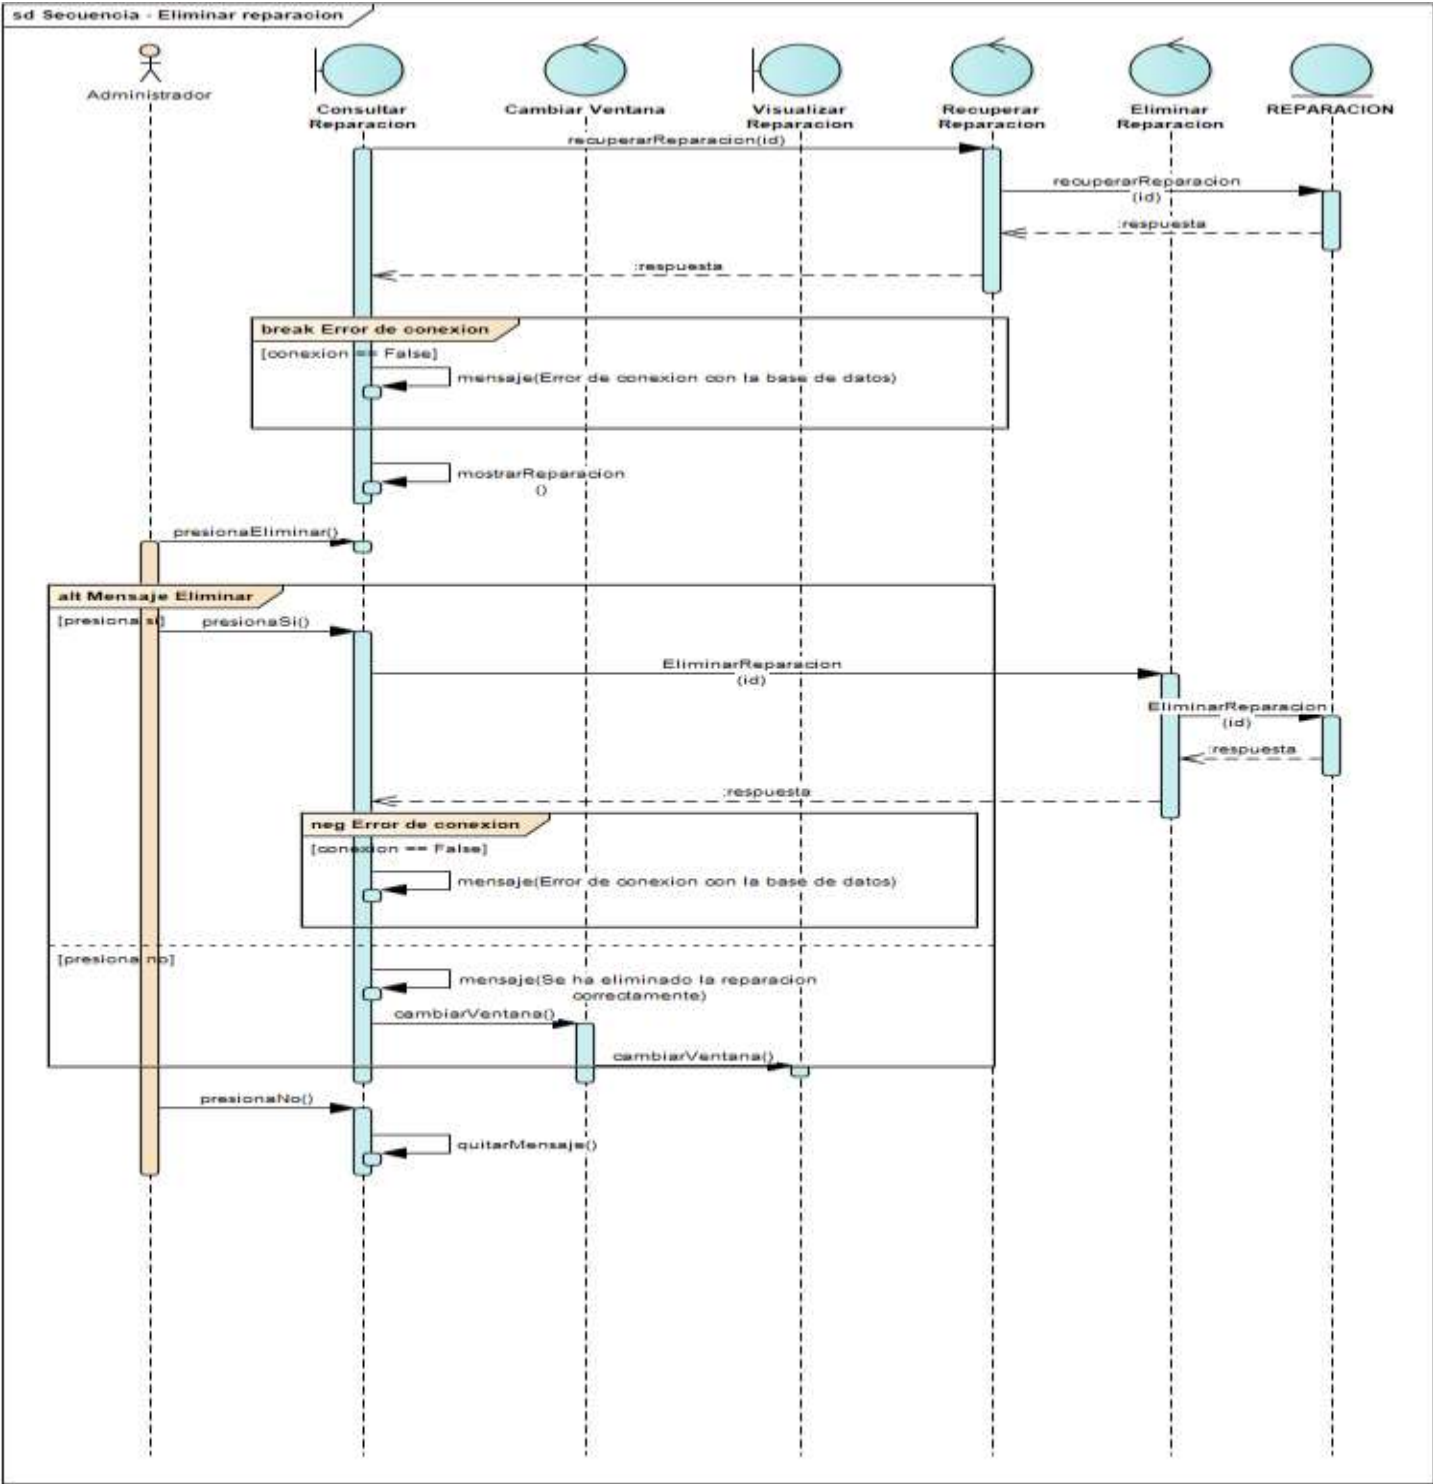 sd Secuencia - Eliminar reparacion
Administrador
Consultar
Reparacion
Cambiar Ventana
Visualizar
Reparacion
Recuperar
Reparacion
Eliminar
Reparacion
REPARACION
recuperarReparacion(id)
recuperarReparacion
(id)
:respuesta
:respuesta
break Error de conexion
[conexion == False]
mensaje(Error de conexion con la base de datos)
mostrarReparacion
()
presionaEliminar()
alt Mensaje Eliminar
[presiona si]
presionaSi()
EliminarReparacion
(id)
EliminarReparacion
(id)
:respuesta
:respuesta
neg Error de conexion
[conexion == False]
mensaje(Error de conexion con la base de datos)
[presiona no]
mensaje(Se ha eliminado la reparacion
correctamente)
cambiarVentana()
cambiarVentana()
presionaNo()
quitarMensaje()